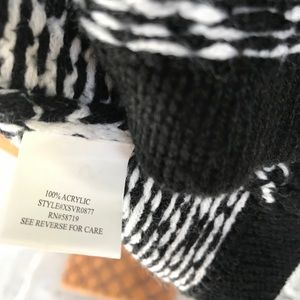 100% ACRYLIC
STYLE#XSVR0877
RN#58719
SEE REVERSE FOR CARE